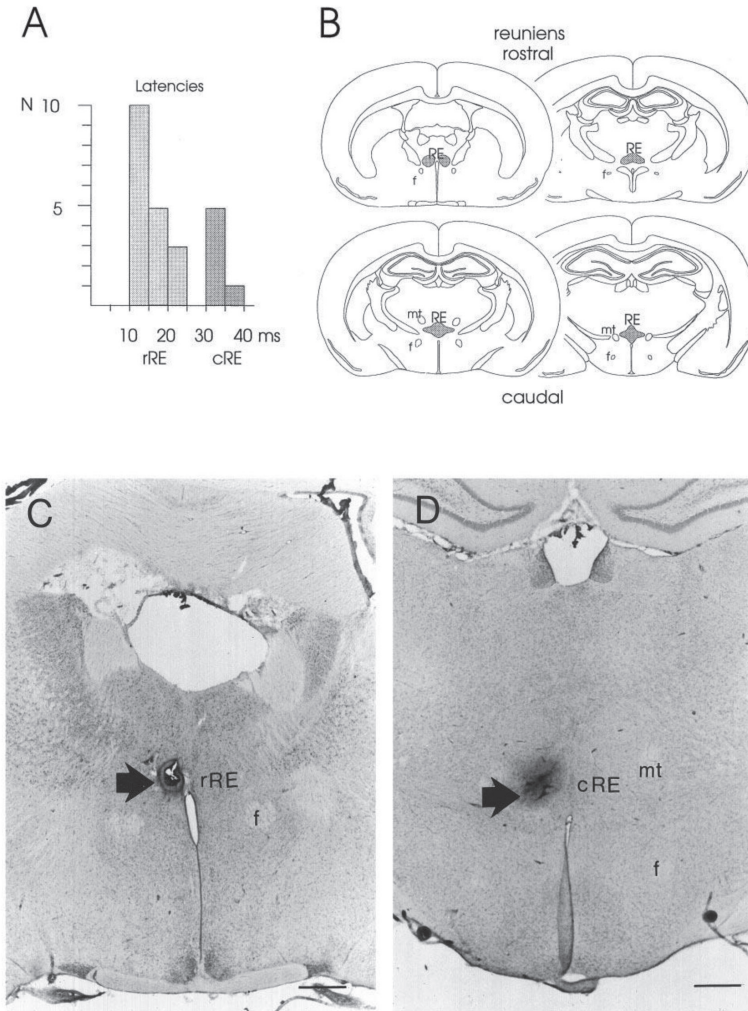 A
Latencies
N 10
5
10 20 30 40 ms
rRE cRE
B
reuniens
rostral
RE
f
RE
f
mt RE
f
RE
mt
f
caudal
C
rRE
f
D
mt
cRE
f